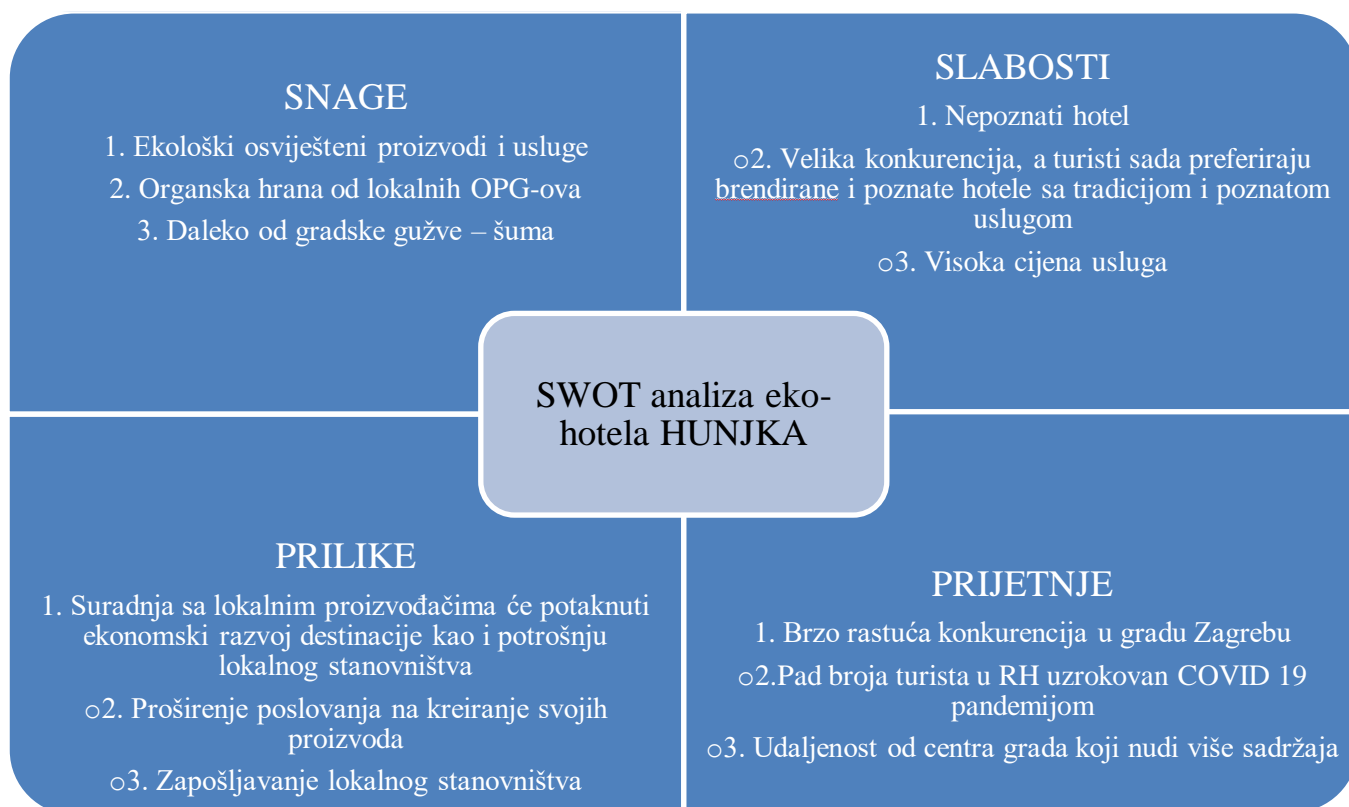 SNAGE
1. Ekološki osviješteni proizvodi i usluge
2. Organska hrana od lokalnih OPG-ova
3. Daleko od gradske gužve – šuma
SLABOSTI
1. Nepoznati hotel
o2. Velika konkurencija, a turisti sada preferiraju
brendirane i poznate hotele sa tradicijom i poznatom
uslugom
o3. Visoka cijena usluga
SWOT analiza eko-
hotela HUNJKA
PRILIKE
1. Suradnja sa lokalnim proizvođačima će potaknuti
ekonomski razvoj destinacije kao i potrošnju
lokalnog stanovništva
o2. Proširenje poslovanja na kreiranje svojih
proizvoda
o3. Zapošljavanje lokalnog stanovništva
PRIJETNJE
1. Brzo rastuća konkurencija u gradu Zagrebu
o2.Pad broja turista u RH uzrokovan COVID 19
pandemijom
o3. Udaljenost od centra grada koji nudi više sadržaja